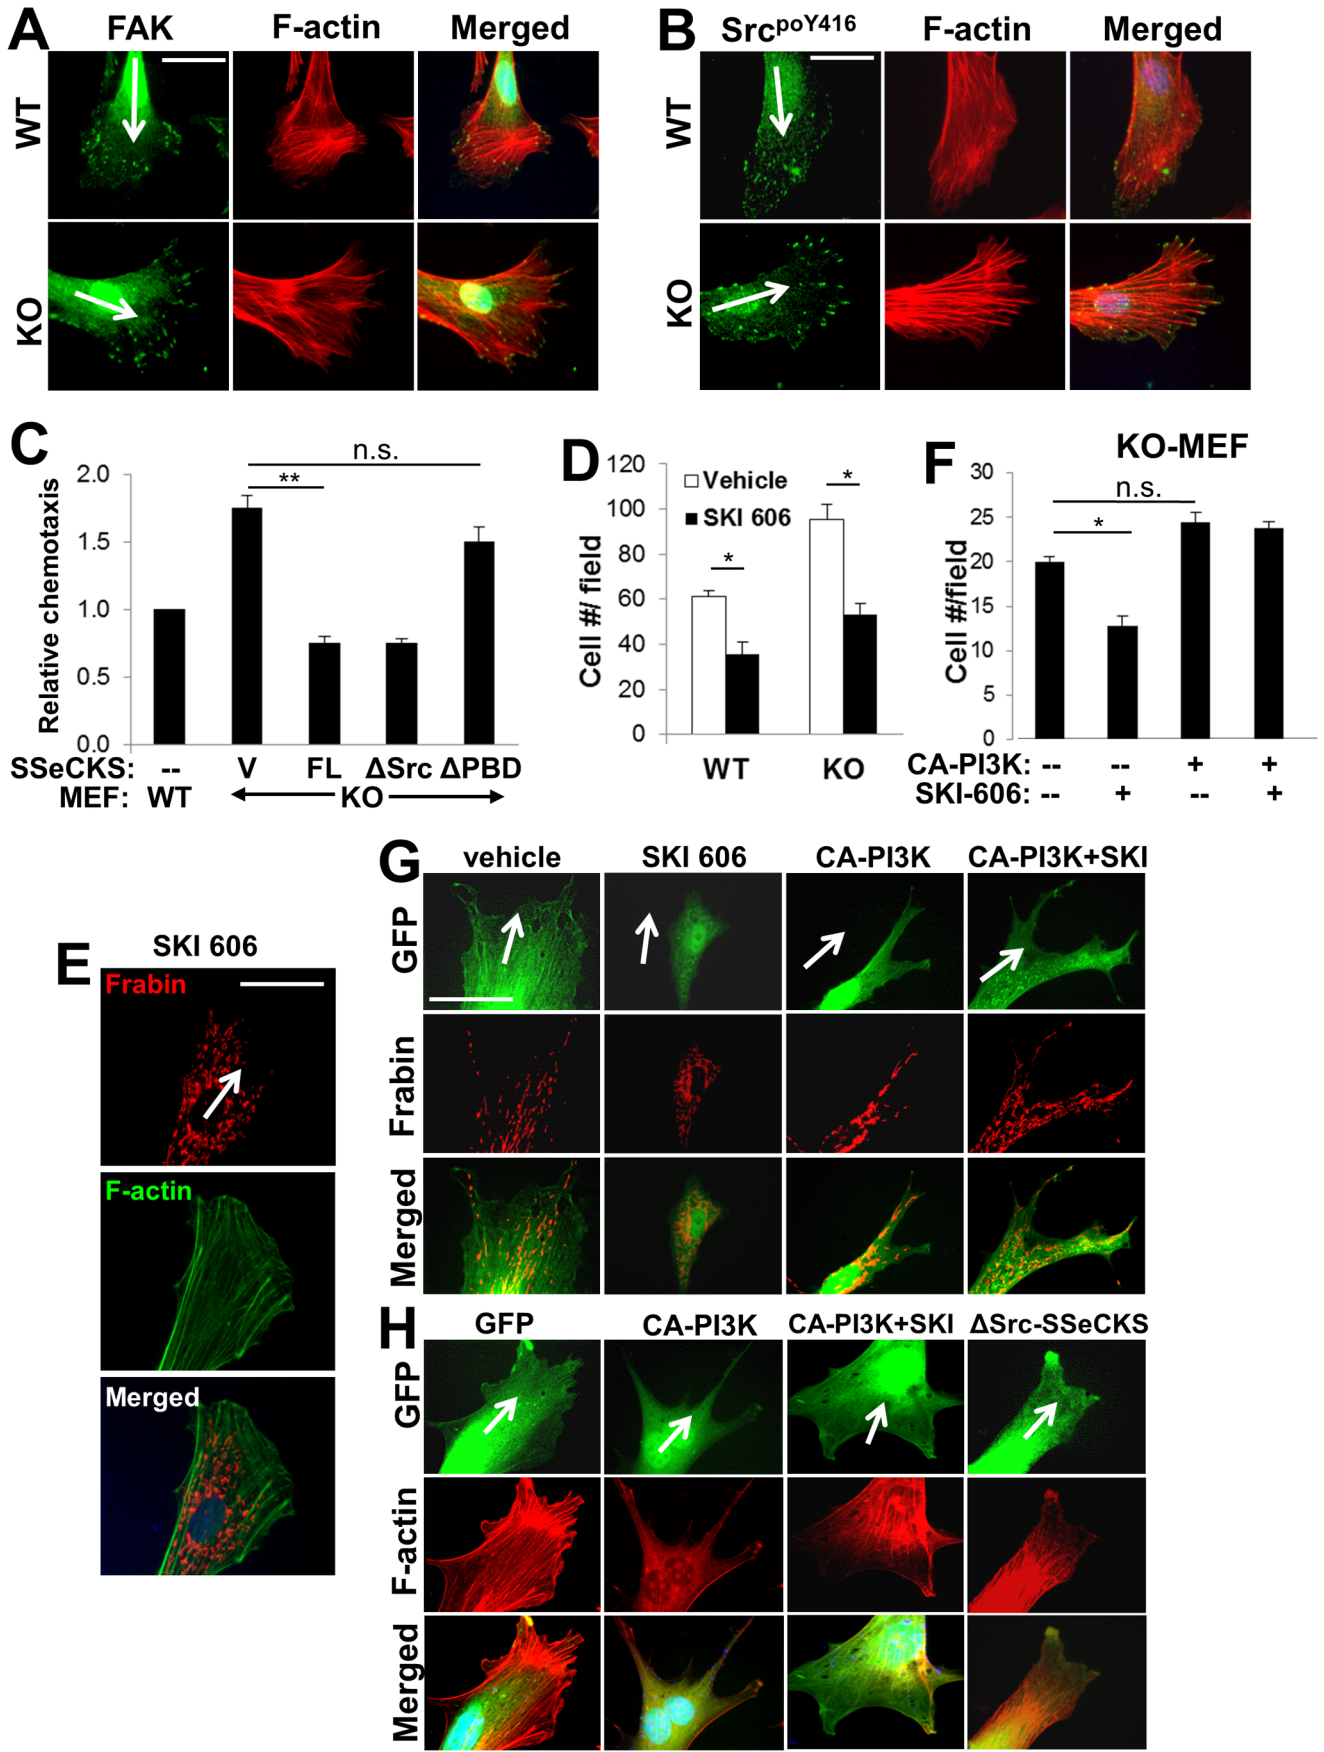 A
FAK F-actin Merged
WT
KO
B
SrcpoY416 F-actin Merged
WT
KO
C
n.s.
**
2.0
1.5
1.0
0.5
0.0
Relative chemotaxis
SSeCKS: -- V FL ΔSrc ΔPBD
MEF: WT KO
D
120
100
80
60
40
20
0
Cell #/ field
Vehicle
SKI 606
*
*
WT KO
F
KO-MEF
30
25
20
15
10
5
0
Cell #/field
n.s.
*
CA-PI3K: -- -- + +
SKI-606: -- + -- +
E
SKI 606
Frabin
F-actin
Merged
G
vehicle SKI 606 CA-PI3K CA-PI3K+SKI
GFP
Frabin
Merged
H
GFP CA-PI3K CA-PI3K+SKI ΔSrc-SSeCKS
GFP
F-actin
Merged